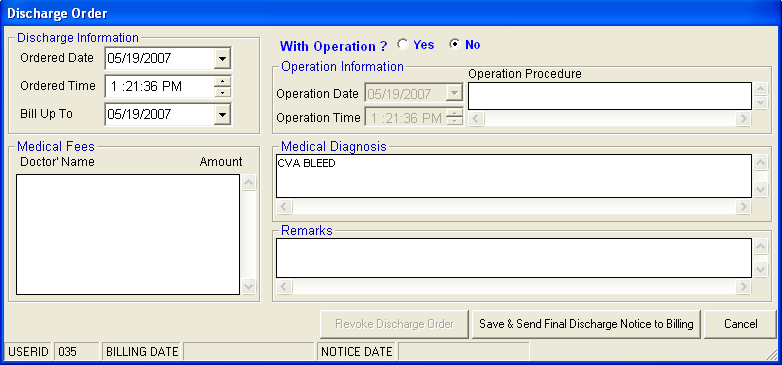 Discharge Order
Discharge Information
Ordered Date 05/19/2007
Ordered Time 1 :21:36 PM
Bill Up To 05/19/2007
With Operation ? Yes No
Operation Information
Operation Date 05/19/2007
Operation Time 1 :21:36 PM
Operation Procedure
Medical Fees
Doctor' Name Amount
Medical Diagnosis
CVA BLEED
Remarks
Revoke Discharge Order Save & Send Final Discharge Notice to Billing Cancel
USERID 035 BILLING DATE NOTICE DATE